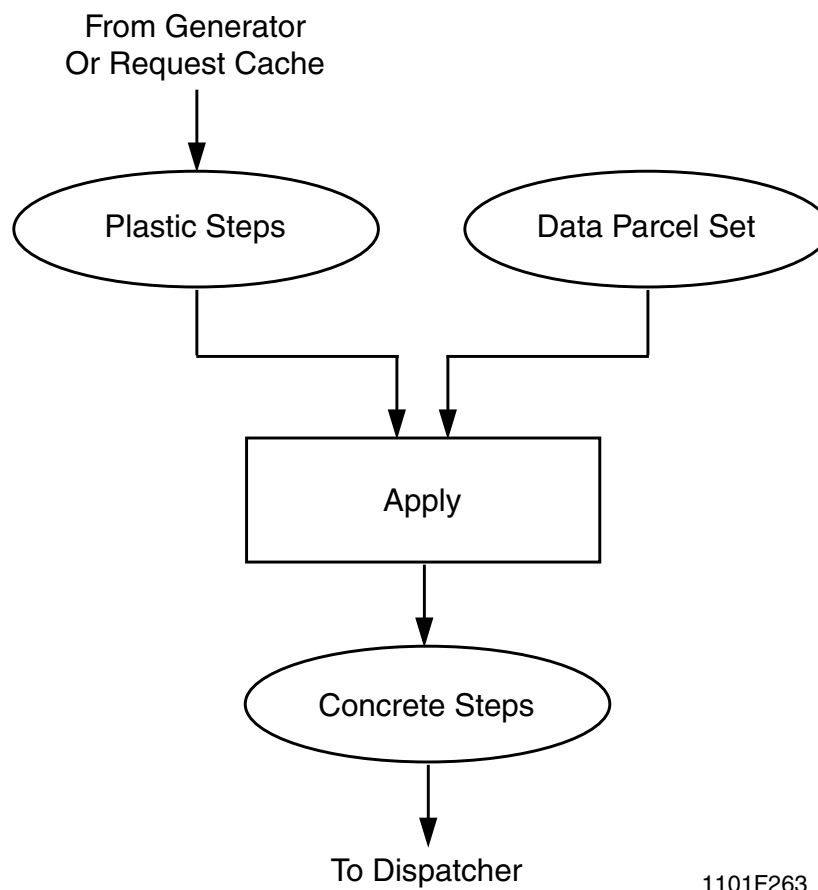 From Generator
Or Request Cache
Plastic Steps
Data Parcel Set
Apply
Concrete Steps
To Dispatcher
1101F263